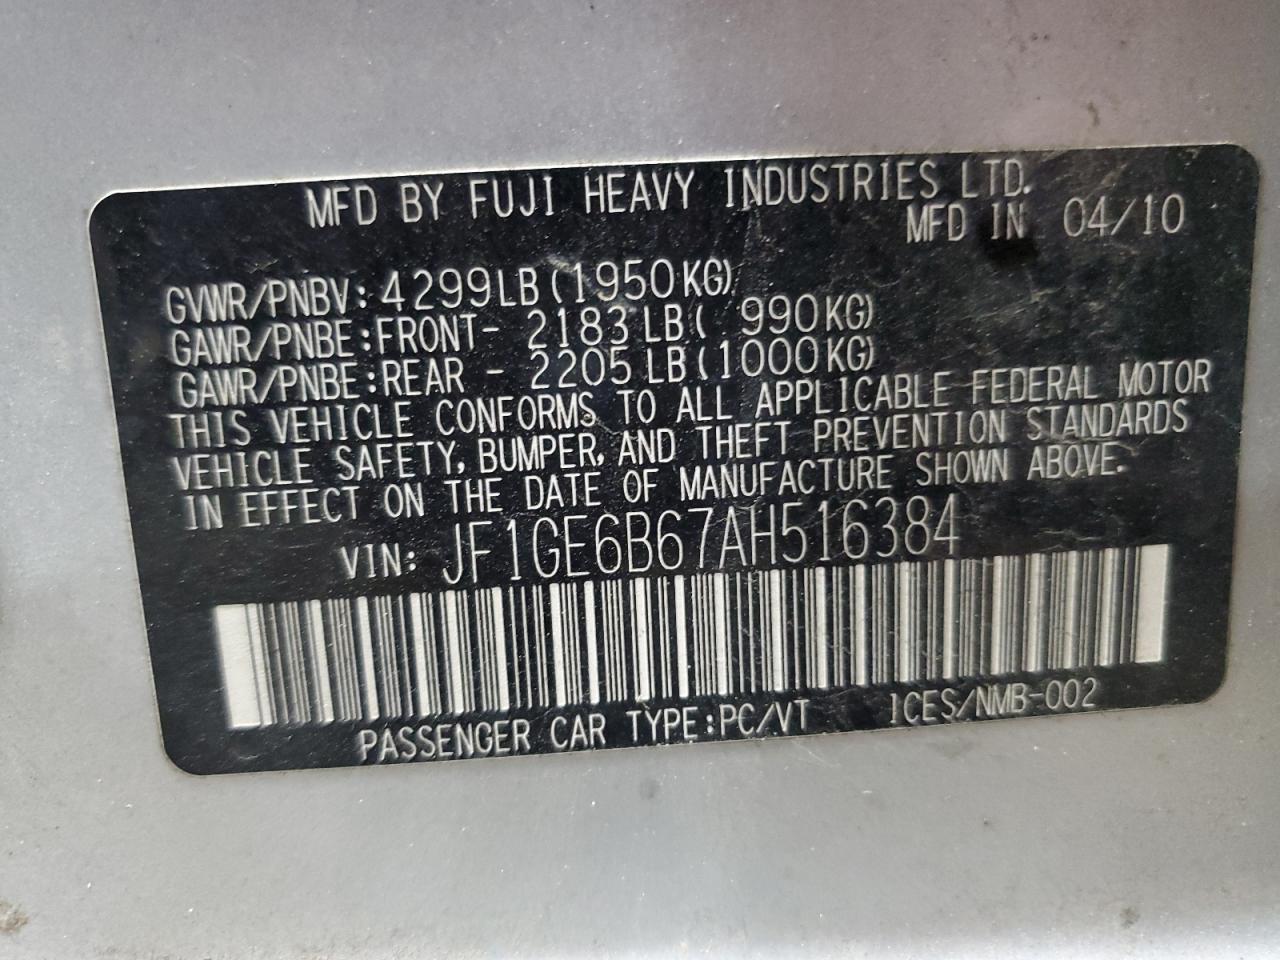 MFD BY FUJI HEAVY INDUSTRIES LTD.
MFD IN 04/10
GVWR/PNBV:4299LB(1950KG)
GAWR/PNBE:FRONT- 2183LB( 990KG)
GAWR/PNBE:REAR - 2205LB(1000KG)
THIS VEHICLE CONFORMS TO ALL APPLICABLE FEDERAL MOTOR
VEHICLE SAFETY, BUMPER, AND THEFT PREVENTION STANDARDS
IN EFFECT ON THE DATE OF MANUFACTURE SHOWN ABOVE.
VIN: JF1GE6B67AH516384
PASSENGER CAR TYPE:PC/VT ICES/NMB-002